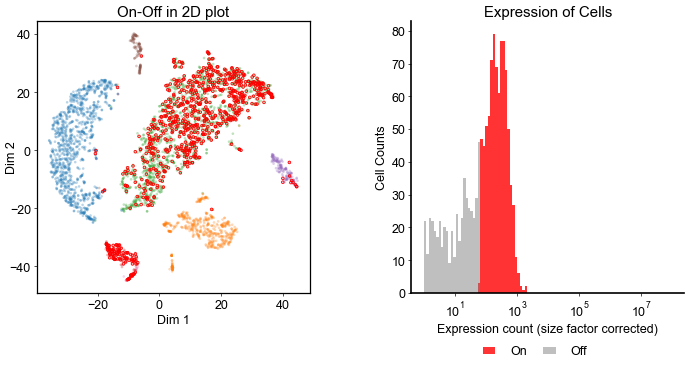 On-Off in 2D plot
40
20
0
−20
−40
−20
0
20
40
Dim 2
Dim 1
Expression of Cells
80
70
60
50
40
30
20
10
0
10^1
10^3
10^5
10^7
Cell Counts
Expression count (size factor corrected)
On
Off